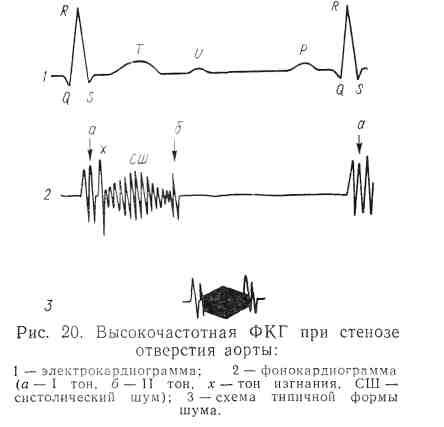 R R
T U P
1
Q S Q S
а х СШ б а
2
3
Рис. 20. Высокочастотная ФКГ при стенозе
отверстия аорты:
1 — электрокардиограмма; 2 — фонокардиограмма
(а — I тон, б — II тон, х — тон изгнания, СШ —
систолический шум); 3 — схема типичной формы
шума.